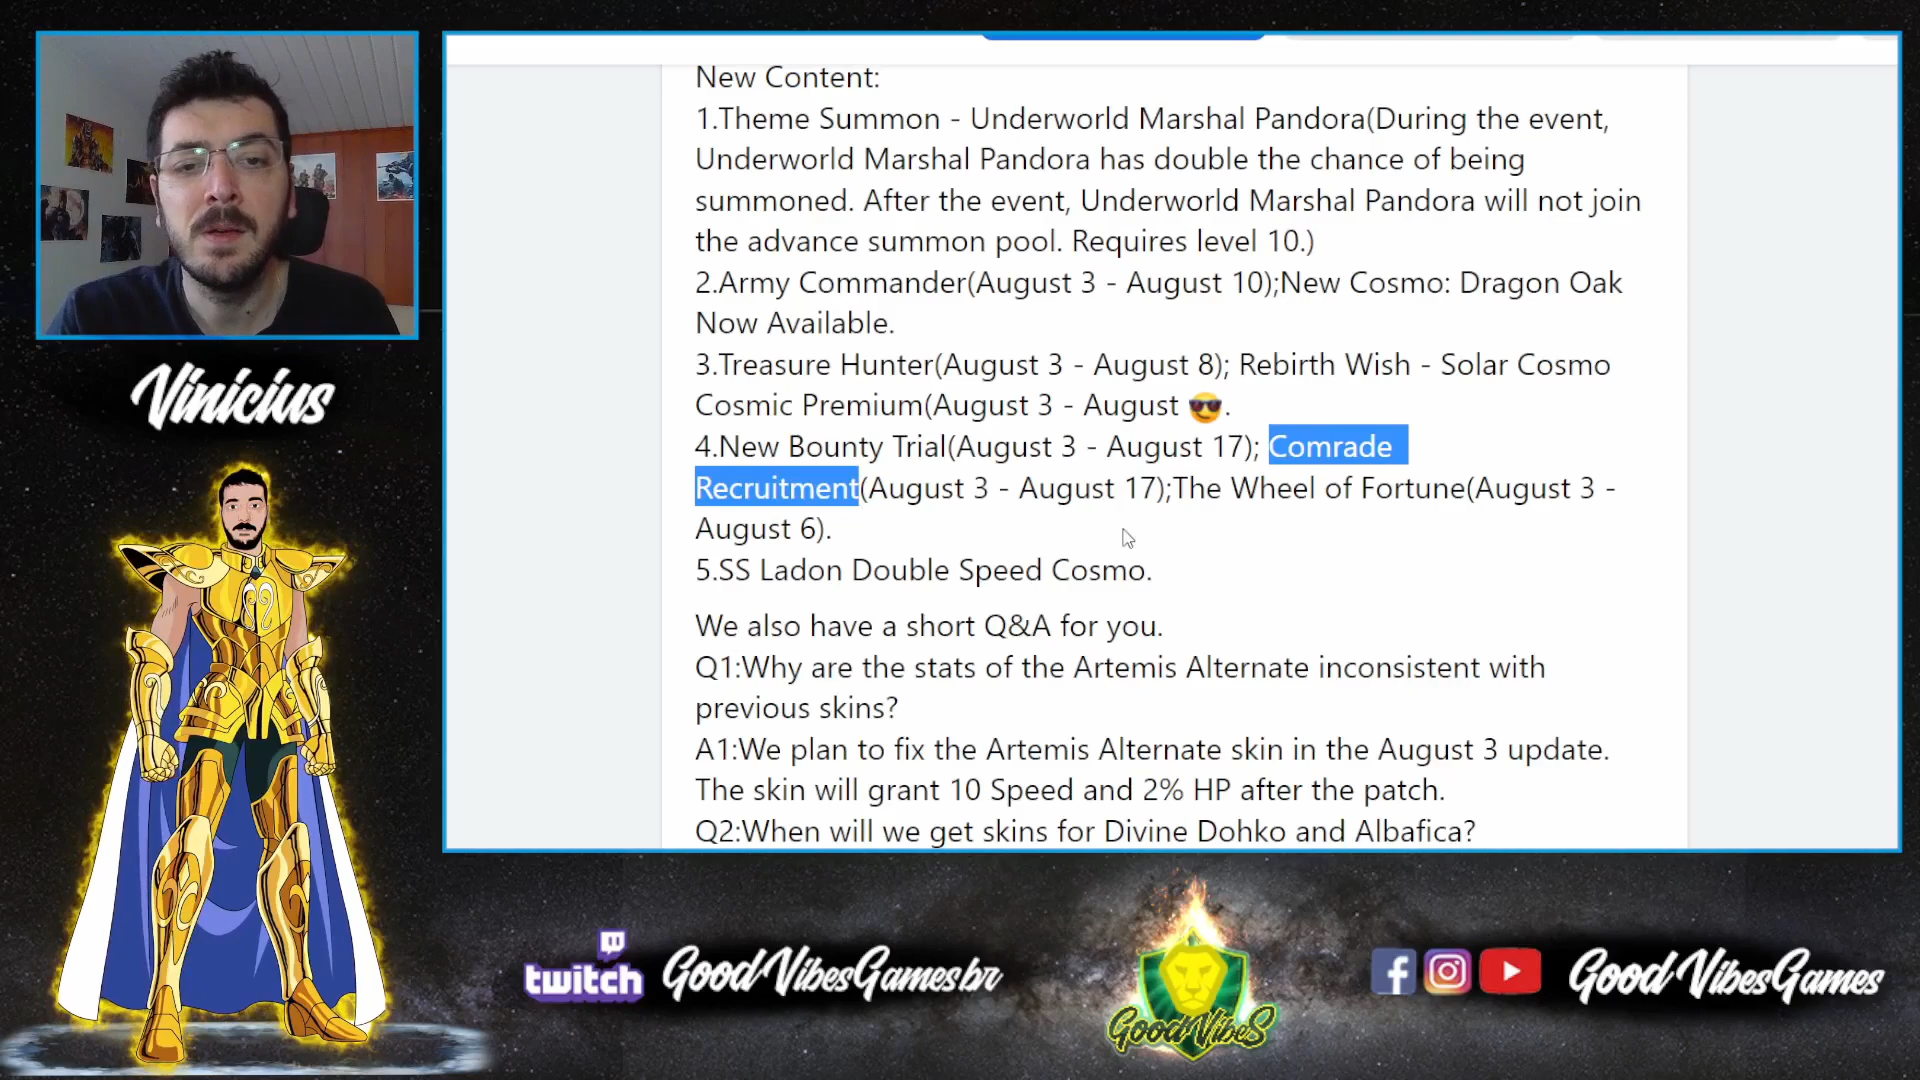 New Content:
1.Theme Summon - Underworld Marshal Pandora(During the event,
Underworld Marshal Pandora has double the chance of being
summoned. After the event, Underworld Marshal Pandora will not join
the advance summon pool. Requires level 10.)
2.Army Commander(August 3 - August 10);New Cosmo: Dragon Oak
Now Available.
3.Treasure Hunter(August 3 - August 8); Rebirth Wish - Solar Cosmo
Cosmic Premium(August 3 - August 😎.
4.New Bounty Trial(August 3 - August 17); Comrade
Recruitment(August 3 - August 17);The Wheel of Fortune(August 3 -
August 6).
5.SS Ladon Double Speed Cosmo.
We also have a short Q&A for you.
Q1:Why are the stats of the Artemis Alternate inconsistent with
previous skins?
A1:We plan to fix the Artemis Alternate skin in the August 3 update.
The skin will grant 10 Speed and 2% HP after the patch.
Q2:When will we get skins for Divine Dohko and Albafica?
Vinicius
twitch GoodVibesGamesbr
GoodVibeS
GoodVibesGames